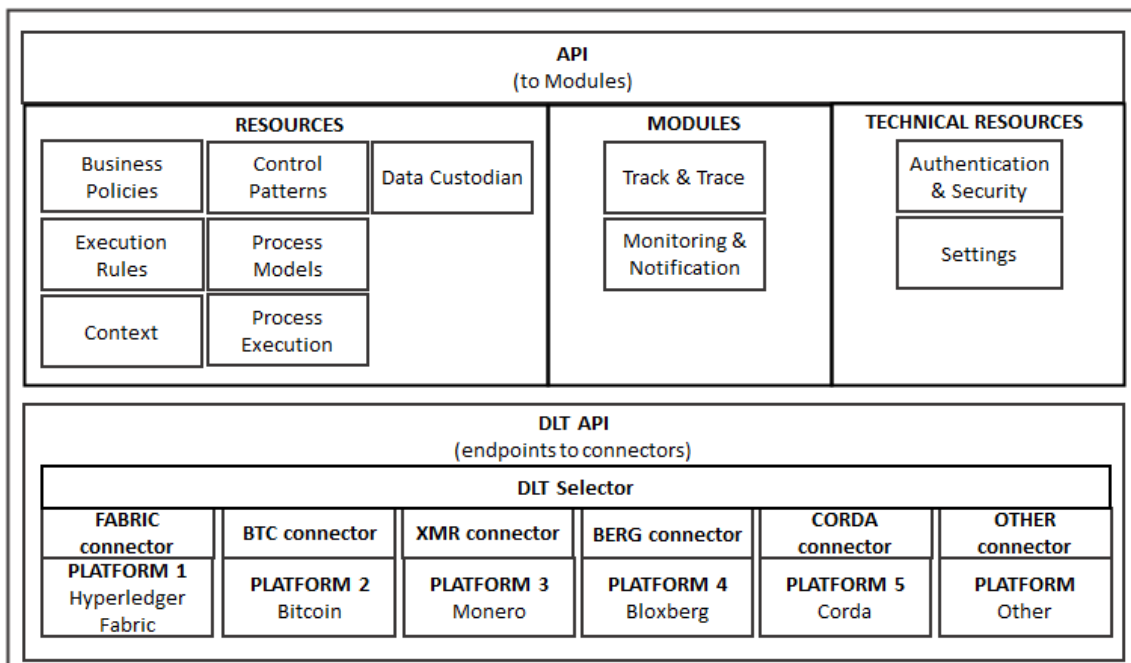 API
(to Modules)
RESOURCES
Business
Policies
Control
Patterns
Data Custodian
Execution
Rules
Process
Models
Context
Process
Execution
MODULES
Track & Trace
Monitoring &
Notification
TECHNICAL RESOURCES
Authentication
& Security
Settings
DLT API
(endpoints to connectors)
DLT Selector
FABRIC
connector
BTC connector
XMR connector
BERG connector
CORDA
connector
OTHER
connector
PLATFORM 1
Hyperledger
Fabric
PLATFORM 2
Bitcoin
PLATFORM 3
Monero
PLATFORM 4
Bloxberg
PLATFORM 5
Corda
PLATFORM
Other